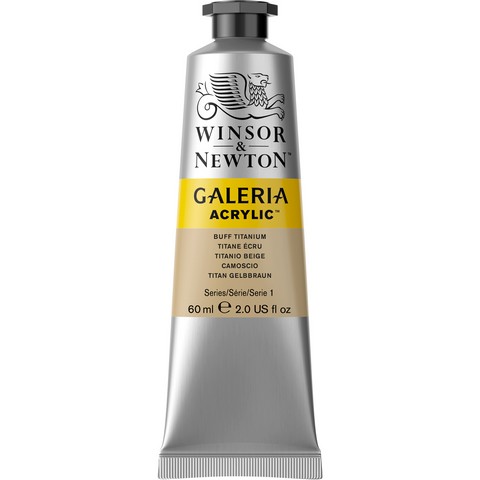 WINSOR
&
NEWTON™
GALERIA
ACRYLIC™
BUFF TITANIUM
TITANE ÉCRU
TITANIO BEIGE
CAMOSCIO
TITAN GELBBRAUN
Series/Série/Serie 1
60 ml ℮ 2.0 US fl oz